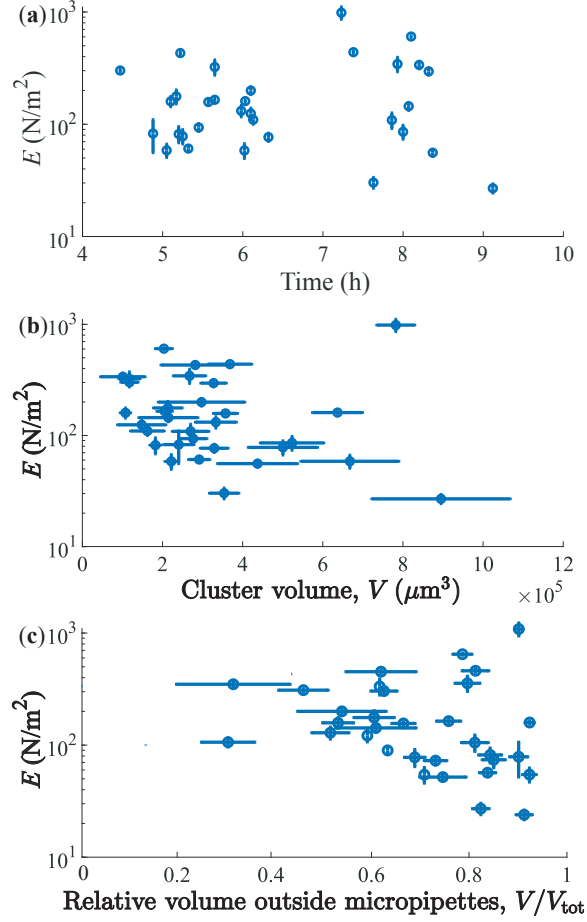 (a)
10³
10²
10¹
E (N/m²)
4 5 6 7 8 9 10
Time (h)
(b)
10³
10²
10¹
E (N/m²)
0 2 4 6 8 10 12
×10⁵
Cluster volume, V (μm³)
(c)
10³
10²
10¹
E (N/m²)
0 0.2 0.4 0.6 0.8 1
Relative volume outside micropipettes, V/Vtot